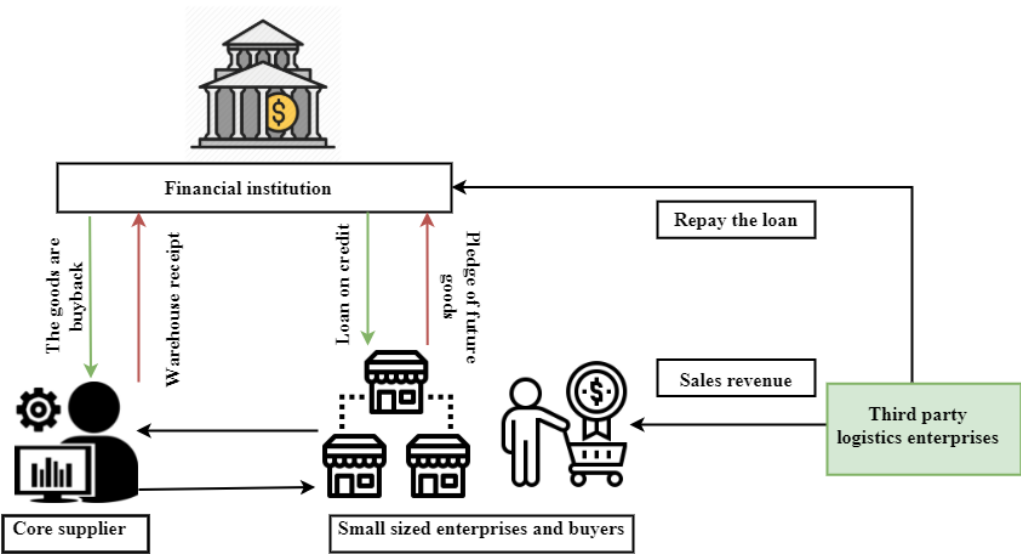 Financial institution
Repay the loan
The goods are
buyback
Warehouse receipt
Loan on credit
Pledge of future
goods
Sales revenue
Third party
logistics enterprises
Core supplier
Small sized enterprises and buyers